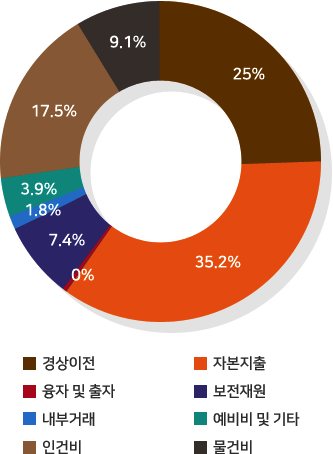 9.1%
25%
17.5%
3.9%
1.8%
7.4%
0%
35.2%
경상이전
자본지출
융자 및 출자
보전재원
내부거래
예비비 및 기타
인건비
물건비